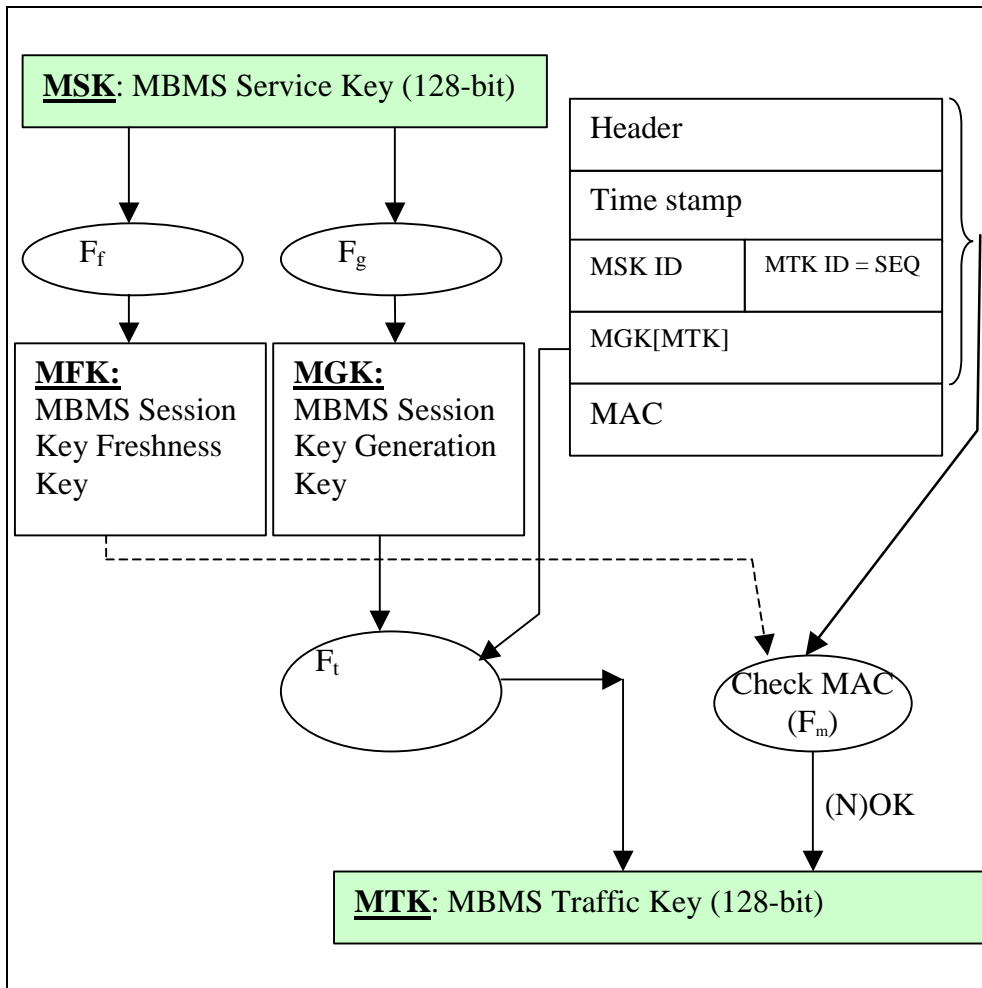 MSK: MBMS Service Key (128-bit)
Header
Time stamp
MSK ID
MTK ID = SEQ
MGK[MTK]
MAC
Ff
Fg
MFK:
MBMS Session
Key Freshness
Key
MGK:
MBMS Session
Key Generation
Key
Ft
Check MAC
(Fm)
(N)OK
MTK: MBMS Traffic Key (128-bit)